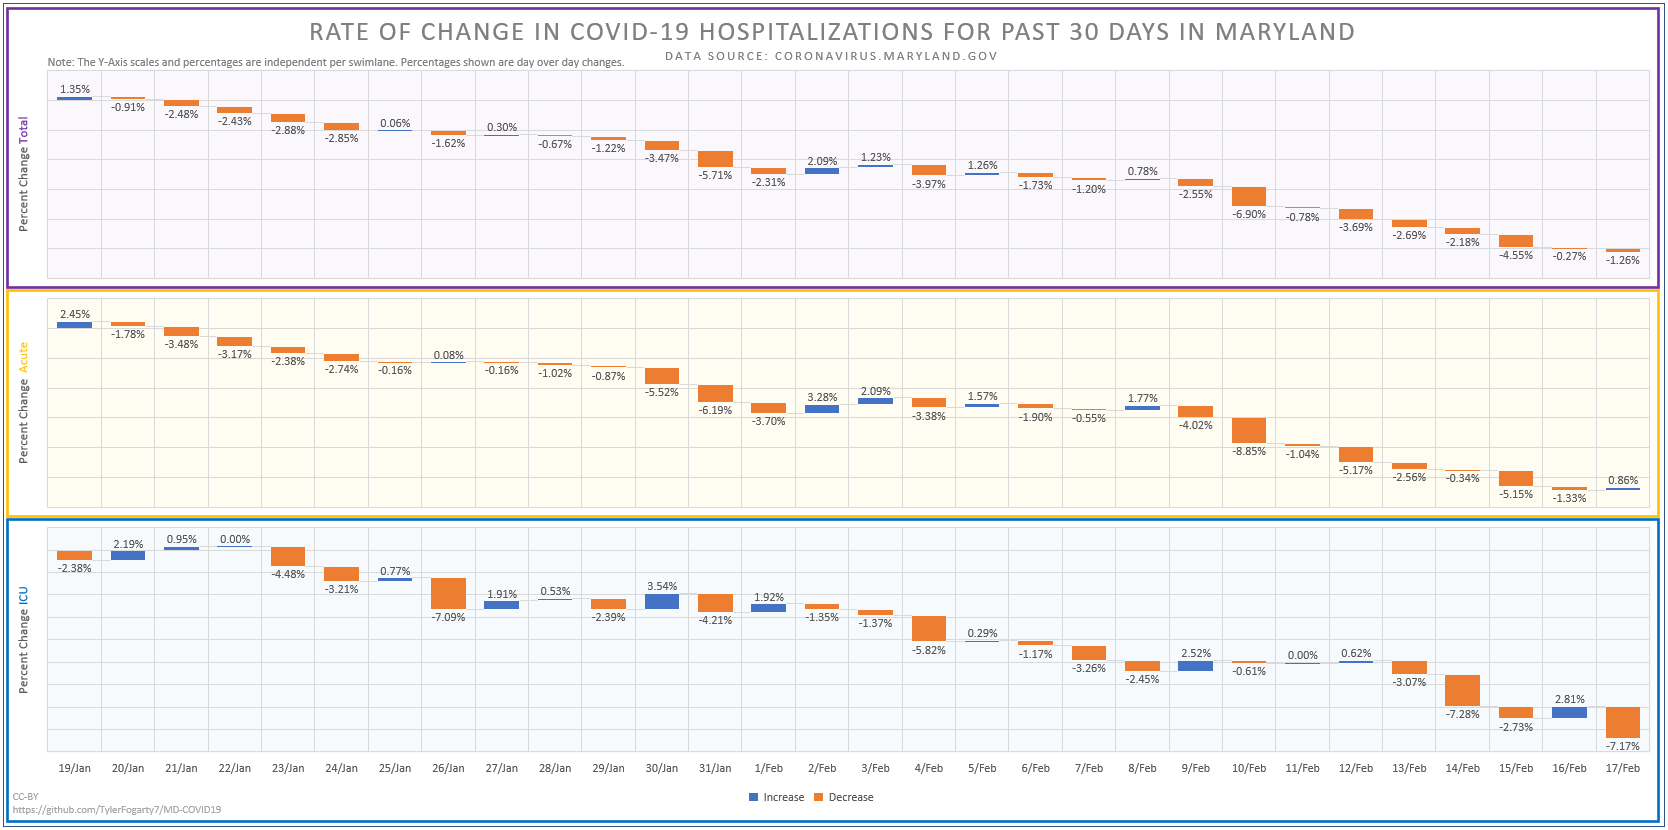 RATE OF CHANGE IN COVID-19 HOSPITALIZATIONS FOR PAST 30 DAYS IN MARYLAND
DATA SOURCE: CORONAVIRUS.MARYLAND.GOV
Note: The Y-Axis scales and percentages are independent per swimlane. Percentages shown are day over day changes.
Percent Change Total
1.35% -0.91% -2.48% -2.43% -2.88% -2.85% 0.06% -1.62% 0.30% -0.67% -1.22% -3.47% -5.71% -2.31% 2.09% 1.23% -3.97% 1.26% -1.73% -1.20% 0.78% -2.55% -6.90% -0.78% -3.69% -2.69% -2.18% -4.55% -0.27% -1.26%
Percent Change Acute
2.45% -1.78% -3.48% -3.17% -2.38% -2.74% -0.16% 0.08% -0.16% -1.02% -0.87% -5.52% -6.19% -3.70% 3.28% 2.09% -3.38% 1.57% -1.90% -0.55% 1.77% -4.02% -8.85% -1.04% -5.17% -2.56% -0.34% -5.15% -1.33% 0.86%
Percent Change ICU
-2.38% 2.19% 0.95% 0.00% -4.48% -3.21% 0.77% -7.09% 1.91% 0.53% -2.39% 3.54% -4.21% 1.92% -1.35% -1.37% -5.82% 0.29% -1.17% -3.26% -2.45% 2.52% -0.61% 0.00% 0.62% -3.07% -7.28% -2.73% 2.81% -7.17%
19/Jan 20/Jan 21/Jan 22/Jan 23/Jan 24/Jan 25/Jan 26/Jan 27/Jan 28/Jan 29/Jan 30/Jan 31/Jan 1/Feb 2/Feb 3/Feb 4/Feb 5/Feb 6/Feb 7/Feb 8/Feb 9/Feb 10/Feb 11/Feb 12/Feb 13/Feb 14/Feb 15/Feb 16/Feb 17/Feb
Increase Decrease
CC-BY
https://github.com/TylerFogarty7/MD-COVID19